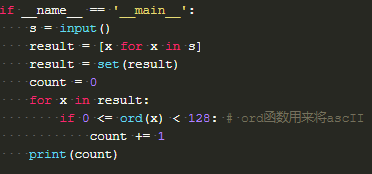 if __name__ == '__main__':
    s = input()
    result = [x for x in s]
    result = set(result)
    count = 0
    for x in result:
        if 0 <= ord(x) < 128: # ord函数用来将ascII
            count += 1
    print(count)